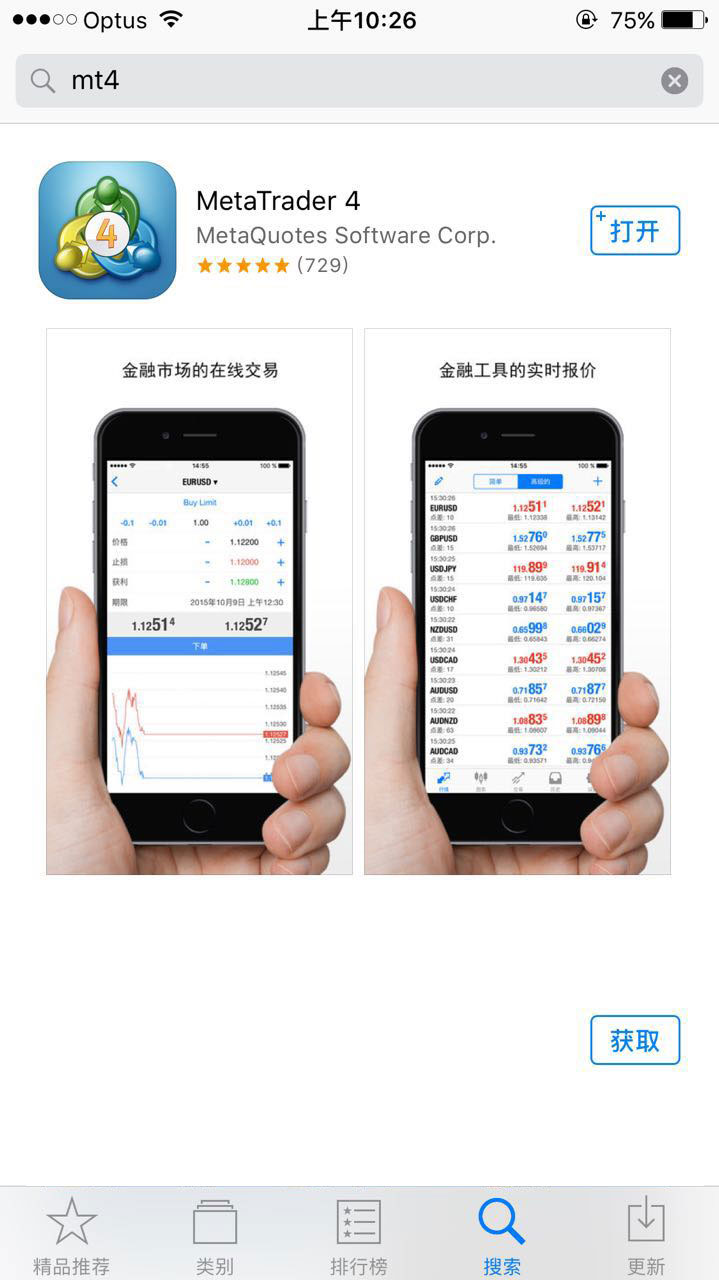 Optus 上午10:26 75%
mt4
MetaTrader 4
MetaQuotes Software Corp.
(729)
打开
4
金融市场的在线交易
14:55 100 %
EURUSD
Buy Limit
-0.1 -0.01 1.00 +0.01 +0.1
价格 - 1.12200 +
止损 - 1.12000 +
获利 - 1.12800 +
期限 2015年10月9日 上午12:30
1.12514 1.12527
下单
1.12545
1.12540
1.12535
1.12530
1.12527
1.12525
金融工具的实时报价
14:55 100 %
简单 高级的 +
15:30:26
EURUSD 1.12511 1.12521
点差: 10 最低: 1.12338 最高: 1.13142
15:30:26
GBPUSD 1.52760 1.52775
点差: 15 最低: 1.52694 最高: 1.53717
15:30:25
USDJPY 119.899 119.914
点差: 15 最低: 119.635 最高: 120.104
15:30:24
USDCHF 0.97147 0.97157
点差: 10 最低: 0.96580 最高: 0.97367
15:30:22
NZDUSD 0.65998 0.66029
点差: 31 最低: 0.65843 最高: 0.66274
15:30:24
USDCAD 1.30435 1.30452
点差: 17 最低: 1.30212 最高: 1.30706
15:30:23
AUDUSD 0.71857 0.71877
点差: 20 最低: 0.71642 最高: 0.72150
15:30:22
AUDNZD 1.08835 1.08898
点差: 63 最低: 1.08607 最高: 1.09044
15:30:25
AUDCAD 0.93732 0.93766
点差: 34 最低: 0.93571
行情 图表 交易 历史
获取
精品推荐 类别 排行榜 搜索 更新